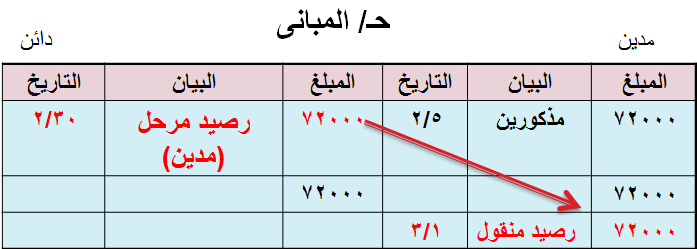 حـ/ المبانى
مدين دائن
المبلغ البيان التاريخ المبلغ البيان التاريخ
٧٢٠٠٠ مذكورين ٢/٥ ٧٢٠٠٠ رصيد مرحل ٢/٣٠
(مدين)
٧٢٠٠٠ ٧٢٠٠٠
٧٢٠٠٠ رصيد منقول ٣/١